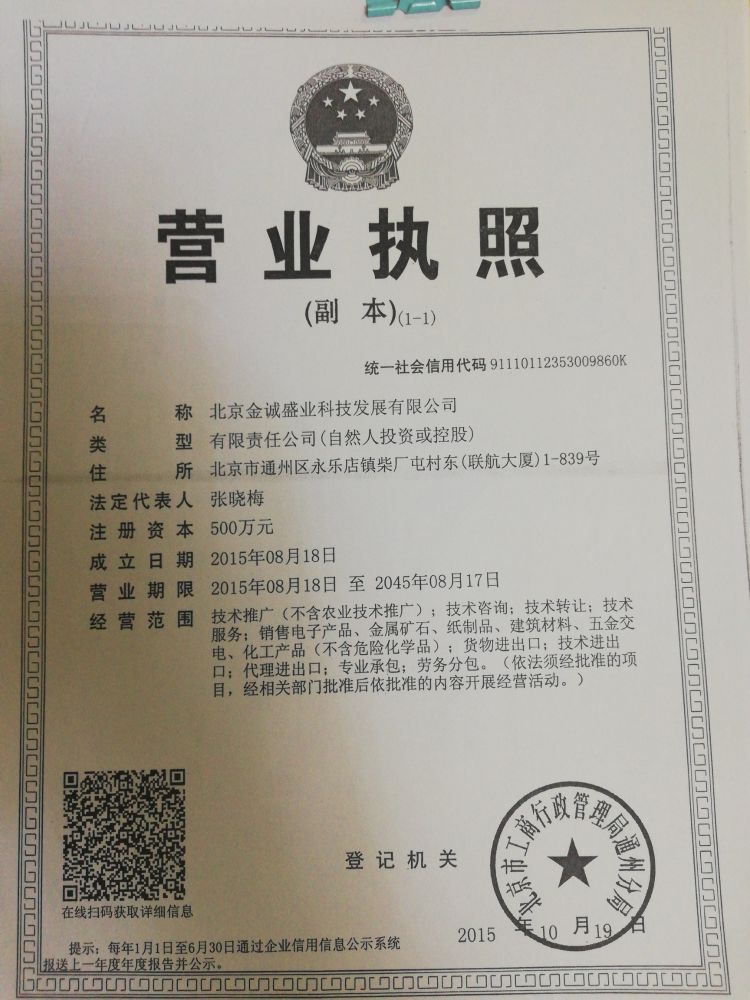 营业执照
(副 本)(1-1)
统一社会信用代码 91110112353009860K
名 称 北京金诚盛业科技发展有限公司
类 型 有限责任公司(自然人投资或控股)
住 所 北京市通州区永乐店镇柴厂屯村东(联航大厦)1-839号
法定代表人 张晓梅
注册资本 500万元
成立日期 2015年08月18日
营业期限 2015年08月18日 至 2045年08月17日
经营范围 技术推广（不含农业技术推广）；技术咨询；技术转让；技术
服务；销售电子产品、金属矿石、纸制品、建筑材料、五金交
电、化工产品（不含危险化学品）；货物进出口；技术进出
口；代理进出口；专业承包；劳务分包。（依法须经批准的项
目，经相关部门批准后依批准的内容开展经营活动。）
在线扫码获取详细信息
登记机关
北京市工商行政管理局通州分局
2015 年 10 月 19 日
提示：每年1月1日至6月30日通过企业信用信息公示系统
报送上一年度年度报告并公示。